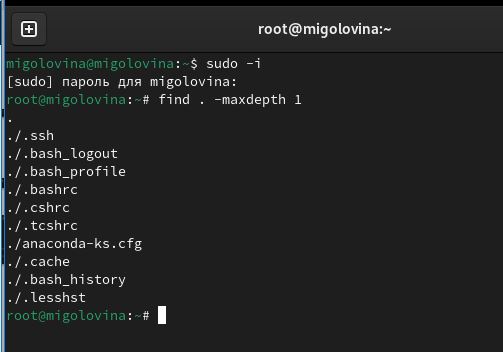 root@migolovina:~
migolovina@migolovina:~$ sudo -i
[sudo] пароль для migolovina:
root@migolovina:~# find . -maxdepth 1
.
./.ssh
./.bash_logout
./.bash_profile
./.bashrc
./.cshrc
./.tcshrc
./anaconda-ks.cfg
./.cache
./.bash_history
./.lesshst
root@migolovina:~#